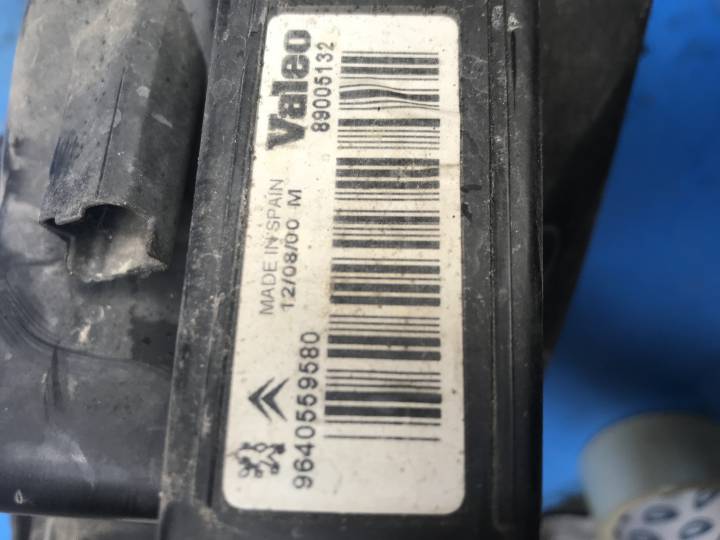 Valeo
89005132
MADE IN SPAIN
12/08/00 M
9640559580